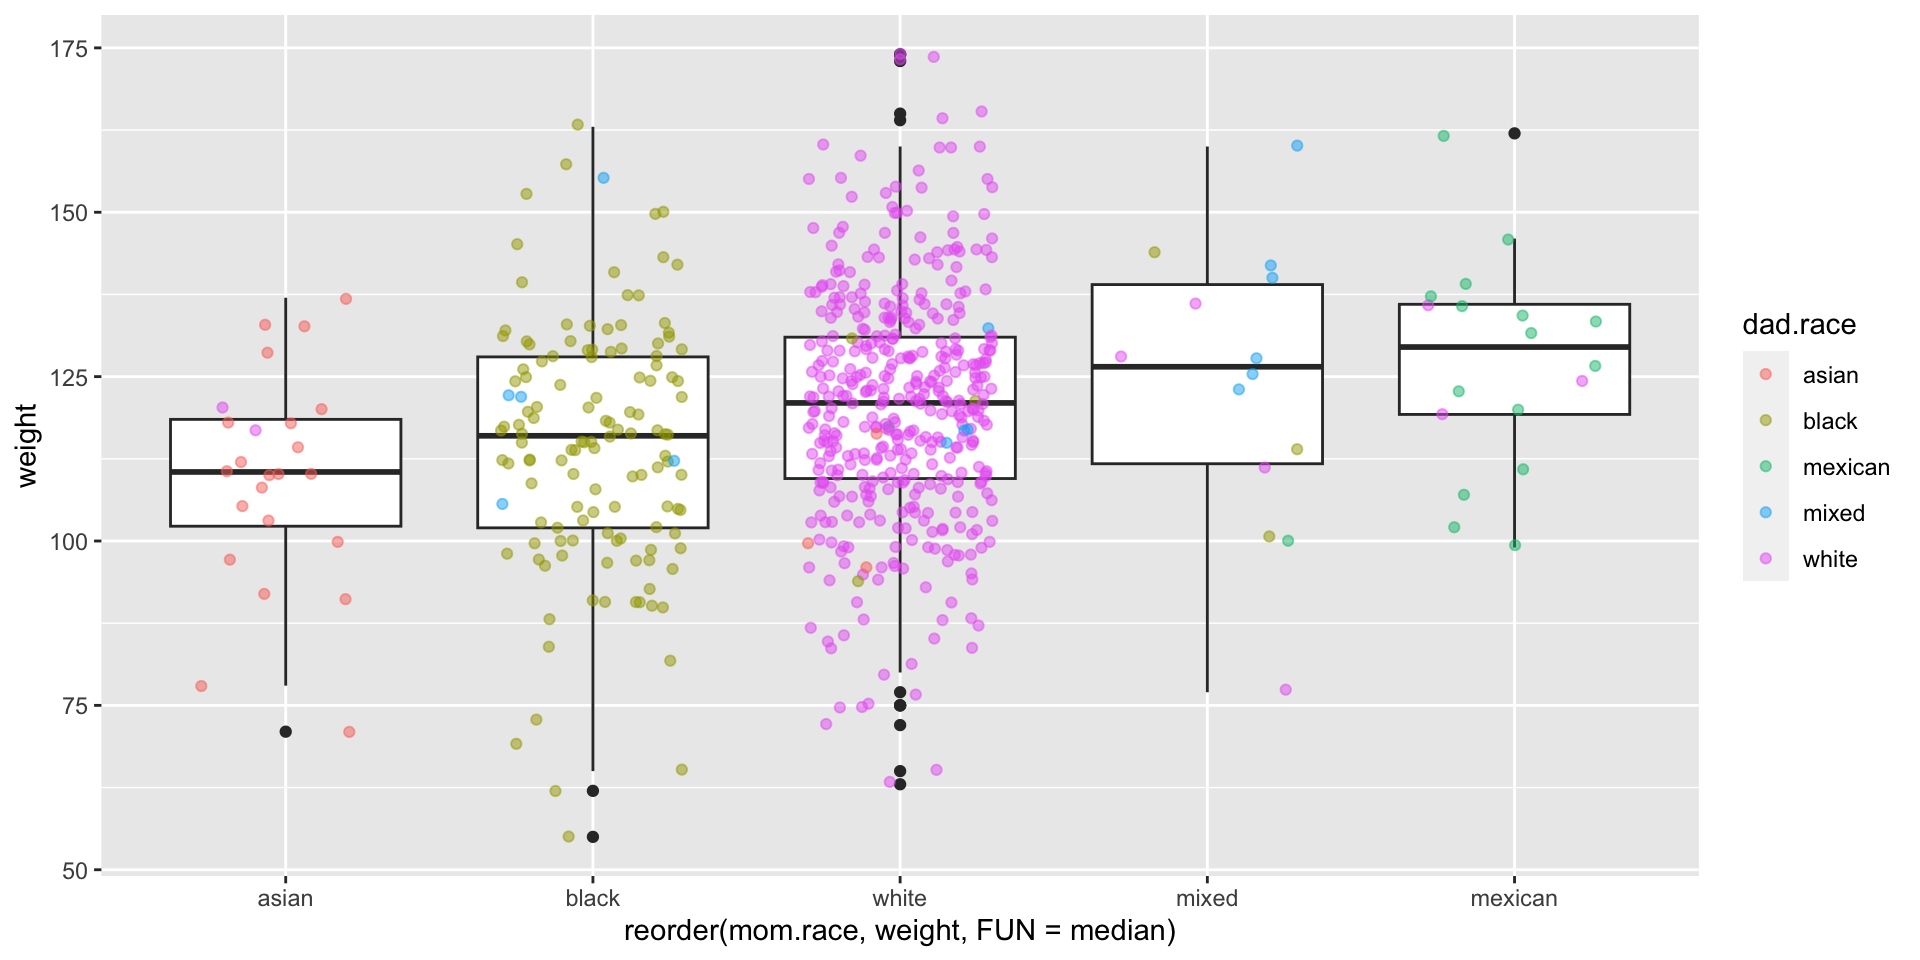 175
150
125
100
75
50
weight
asian
black
white
mixed
mexican
reorder(mom.race, weight, FUN = median)
dad.race
asian
black
mexican
mixed
white